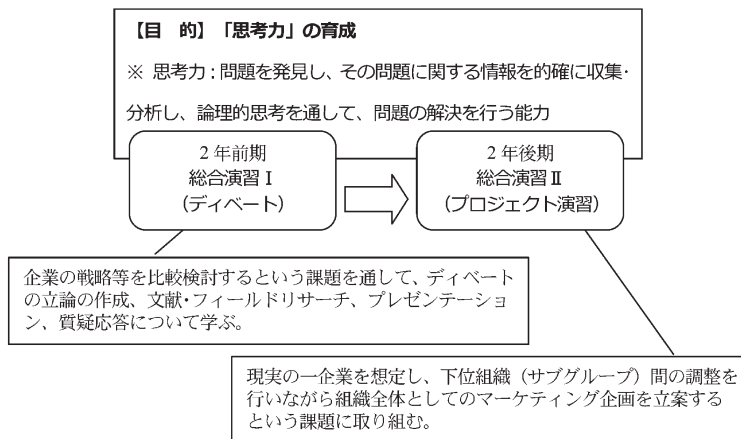 【目　的】「思考力」の育成
※ 思考力：問題を発見し、その問題に関する情報を的確に収集・
分析し、論理的思考を通して、問題の解決を行う能力
2 年前期
総合演習 Ⅰ
（ディベート）
2 年後期
総合演習 Ⅱ
（プロジェクト演習）
企業の戦略等を比較検討するという課題を通して、ディベート
の立論の作成、文献・フィールドリサーチ、プレゼンテーショ
ン、質疑応答について学ぶ。
現実の一企業を想定し、下位組織（サブグループ）間の調整を
行いながら組織全体としてのマーケティング企画を立案する
という課題に取り組む。